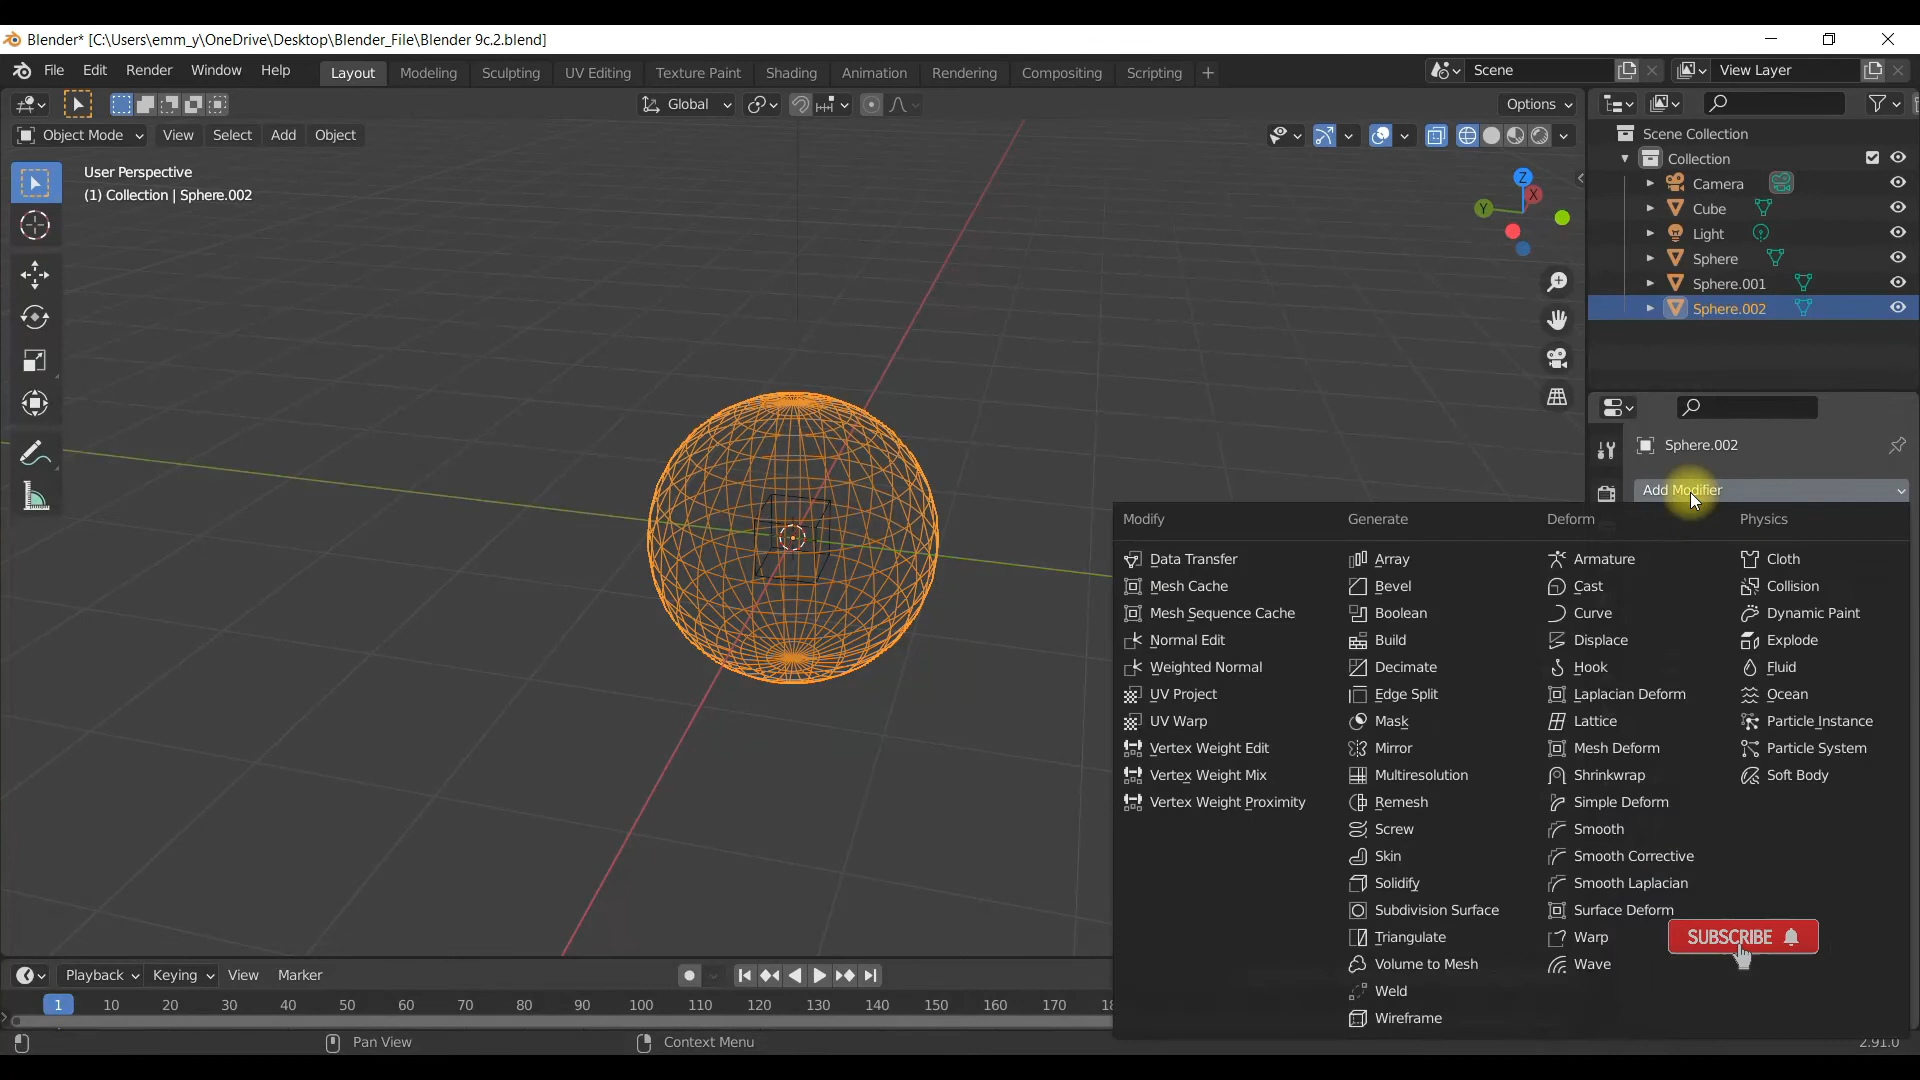 Blender* [C:\Users\emm_y\OneDrive\Desktop\Blender_File\Blender 9c.2.blend]
File Edit Render Window Help Layout Modeling Sculpting UV Editing Texture Paint Shading Animation Rendering Compositing Scripting + Scene View Layer
Global Options
Object Mode View Select Add Object
User Perspective
(1) Collection | Sphere.002
Z
X
Y
Scene Collection
Collection
Camera
Cube
Light
Sphere
Sphere.001
Sphere.002
Sphere.002
Add Modifier
Modify
Data Transfer
Mesh Cache
Mesh Sequence Cache
Normal Edit
Weighted Normal
UV Project
UV Warp
Vertex Weight Edit
Vertex Weight Mix
Vertex Weight Proximity
Generate
Array
Bevel
Boolean
Build
Decimate
Edge Split
Mask
Mirror
Multiresolution
Remesh
Screw
Skin
Solidify
Subdivision Surface
Triangulate
Volume to Mesh
Weld
Wireframe
Deform
Armature
Cast
Curve
Displace
Hook
Laplacian Deform
Lattice
Mesh Deform
Shrinkwrap
Simple Deform
Smooth
Smooth Corrective
Smooth Laplacian
Surface Deform
Warp
Wave
Physics
Cloth
Collision
Dynamic Paint
Explode
Fluid
Ocean
Particle Instance
Particle System
Soft Body
SUBSCRIBE
Playback Keying View Marker
1 10 20 30 40 50 60 70 80 90 100 110 120 130 140 150 160 170
Pan View Context Menu 2.91.0